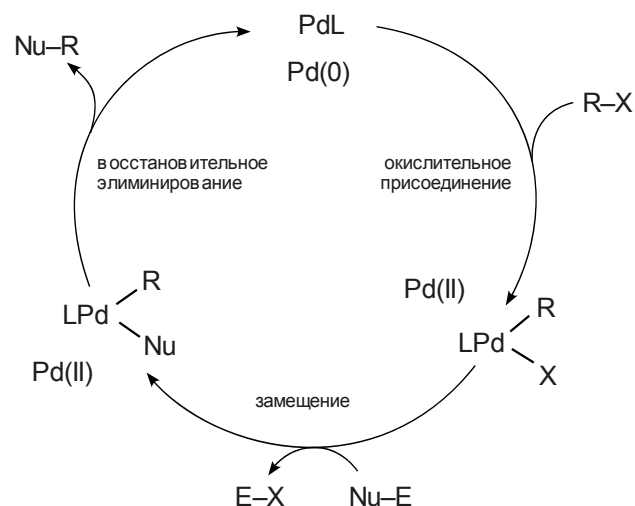 PdL
Pd(0)
Nu–R
R–X
восстановительное
элиминирование
окислительное
присоединение
Pd(II)
R
LPd
X
R
LPd
Nu
Pd(II)
замещение
E–X
Nu–E